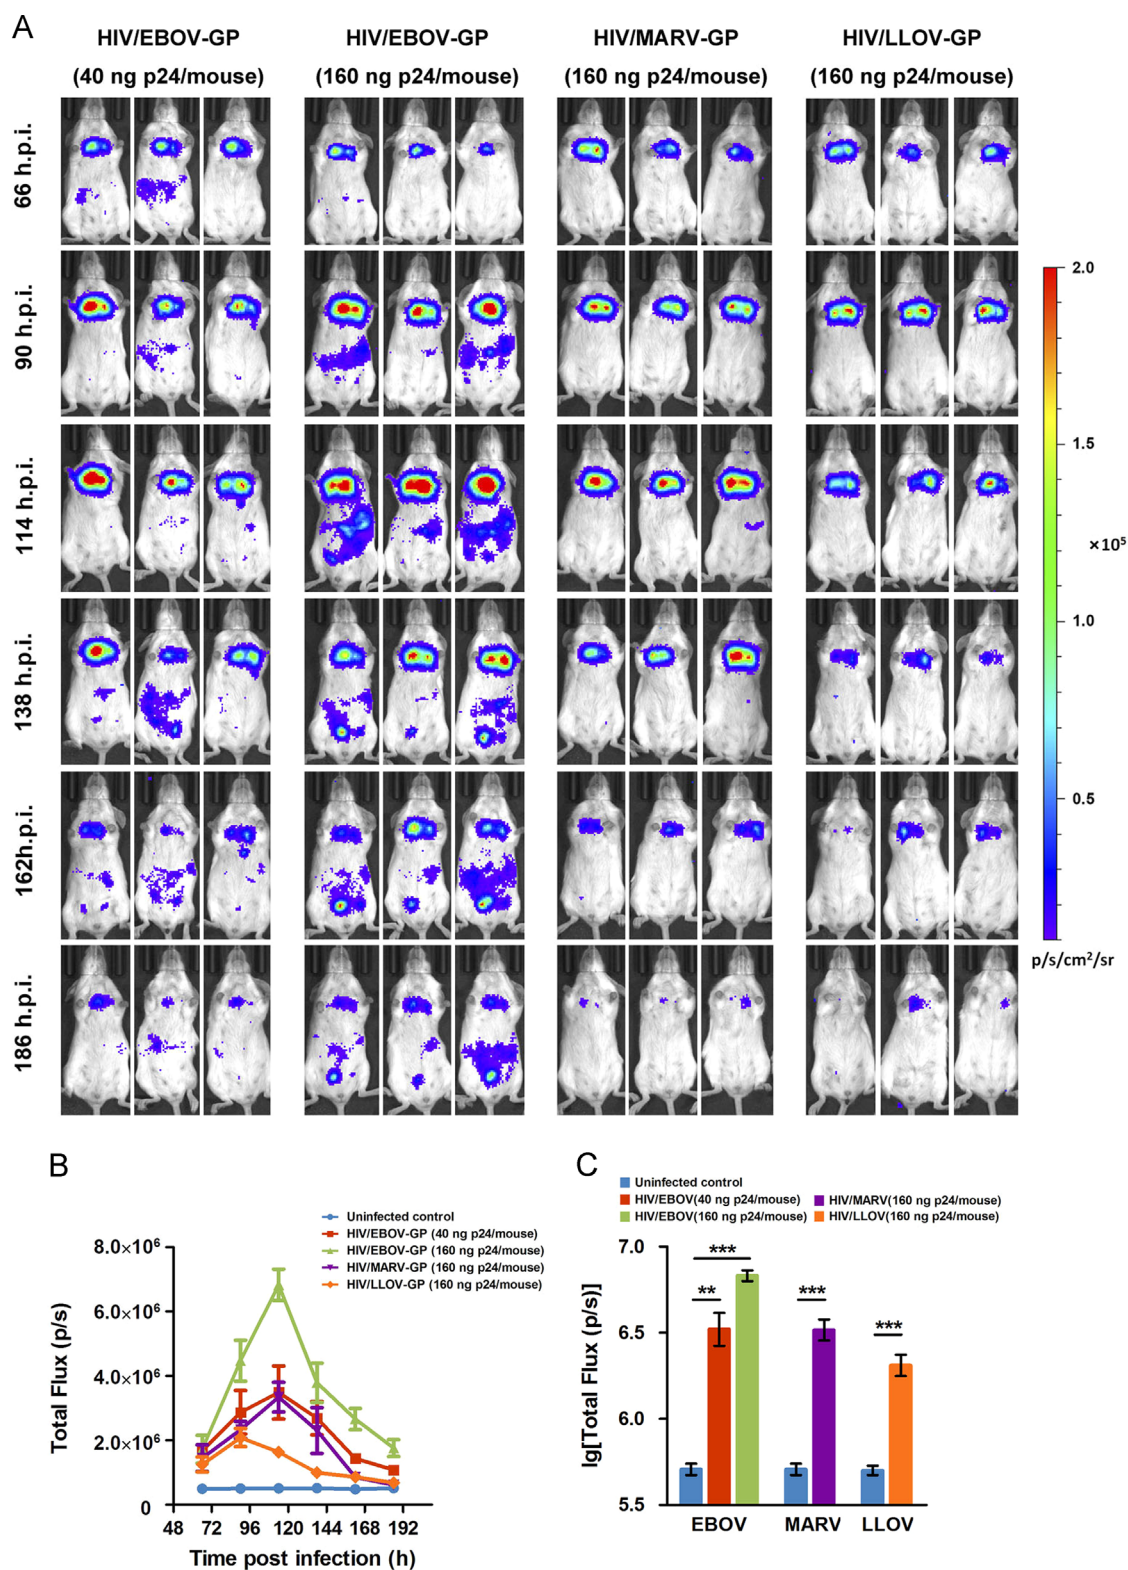 A
HIV/EBOV-GP
(40 ng p24/mouse)
HIV/EBOV-GP
(160 ng p24/mouse)
HIV/MARV-GP
(160 ng p24/mouse)
HIV/LLOV-GP
(160 ng p24/mouse)
66 h.p.i.
90 h.p.i.
114 h.p.i.
138 h.p.i.
162h.p.i.
186 h.p.i.
2.0
1.5
×10⁵
1.0
0.5
p/s/cm²/sr
B
Uninfected control
HIV/EBOV-GP (40 ng p24/mouse)
HIV/EBOV-GP (160 ng p24/mouse)
HIV/MARV-GP (160 ng p24/mouse)
HIV/LLOV-GP (160 ng p24/mouse)
Total Flux (p/s)
8.0×10⁶
6.0×10⁶
4.0×10⁶
2.0×10⁶
0
48 72 96 120 144 168 192
Time post infection (h)
C
Uninfected control
HIV/EBOV(40 ng p24/mouse)
HIV/EBOV(160 ng p24/mouse)
HIV/MARV(160 ng p24/mouse)
HIV/LLOV(160 ng p24/mouse)
lg[Total Flux (p/s)]
7.0
6.5
6.0
5.5
***
**
***
***
EBOV MARV LLOV